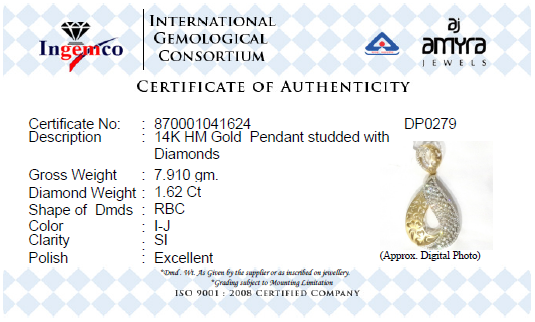 Ingemco
INTERNATIONAL
GEMOLOGICAL
CONSORTIUM
aj
amyra
JEWELS
CERTIFICATE OF AUTHENTICITY
Certificate No: : 870001041624 DP0279
Description : 14K HM Gold Pendant studded with
Diamonds
Gross Weight : 7.910 gm.
Diamond Weight : 1.62 Ct
Shape of Dmds : RBC
Color : I-J
Clarity : SI
Polish : Excellent
(Approx. Digital Photo)
*Dmd. Wt. As Given by the supplier or as inscribed on jewellery.
*Grading subject to Mounting Limitation
ISO 9001 : 2008 CERTIFIED COMPANY